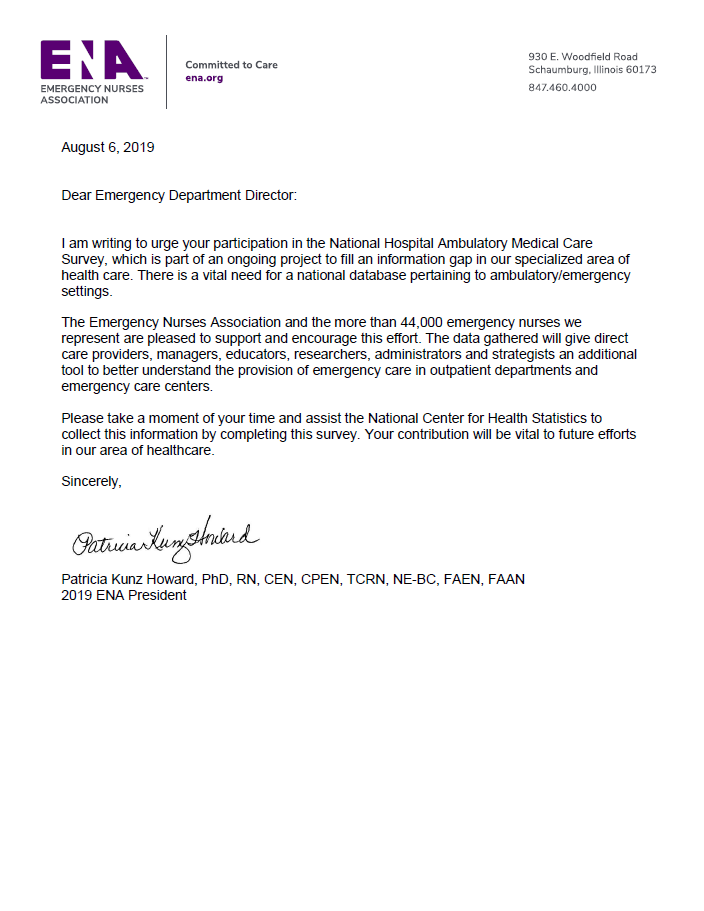 ENA™
EMERGENCY NURSES
ASSOCIATION
Committed to Care
ena.org
930 E. Woodfield Road
Schaumburg, Illinois 60173
847.460.4000
August 6, 2019
Dear Emergency Department Director:
I am writing to urge your participation in the National Hospital Ambulatory Medical Care
Survey, which is part of an ongoing project to fill an information gap in our specialized area of
health care. There is a vital need for a national database pertaining to ambulatory/emergency
settings.
The Emergency Nurses Association and the more than 44,000 emergency nurses we
represent are pleased to support and encourage this effort. The data gathered will give direct
care providers, managers, educators, researchers, administrators and strategists an additional
tool to better understand the provision of emergency care in outpatient departments and
emergency care centers.
Please take a moment of your time and assist the National Center for Health Statistics to
collect this information by completing this survey. Your contribution will be vital to future efforts
in our area of healthcare.
Sincerely,
Patricia Kunz Howard
Patricia Kunz Howard, PhD, RN, CEN, CPEN, TCRN, NE-BC, FAEN, FAAN
2019 ENA President